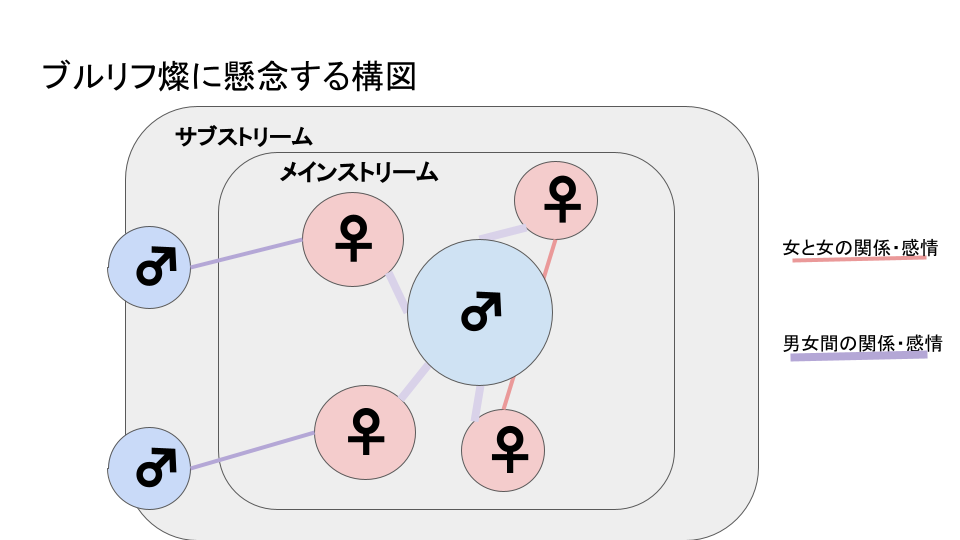 ブルリフ燦に懸念する構図
サブストリーム
メインストリーム
♀
♀
女と女の関係・感情
♂
♂
男女間の関係・感情
♀
♀
♂